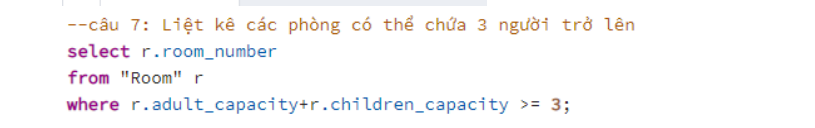 --câu 7: Liệt kê các phòng có thể chứa 3 người trở lên
select r.room_number
from "Room" r
where r.adult_capacity+r.children_capacity >= 3;